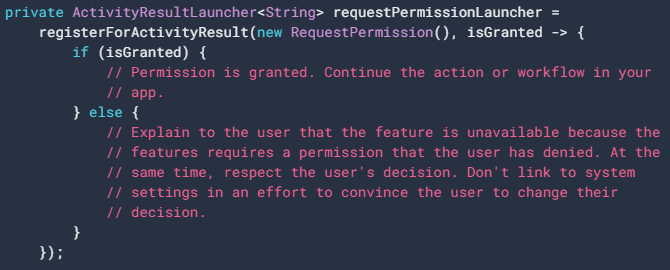 private ActivityResultLauncher<String> requestPermissionLauncher =
    registerForActivityResult(new RequestPermission(), isGranted -> {
        if (isGranted) {
            // Permission is granted. Continue the action or workflow in your
            // app.
        } else {
            // Explain to the user that the feature is unavailable because the
            // features requires a permission that the user has denied. At the
            // same time, respect the user's decision. Don't link to system
            // settings in an effort to convince the user to change their
            // decision.
        }
    });